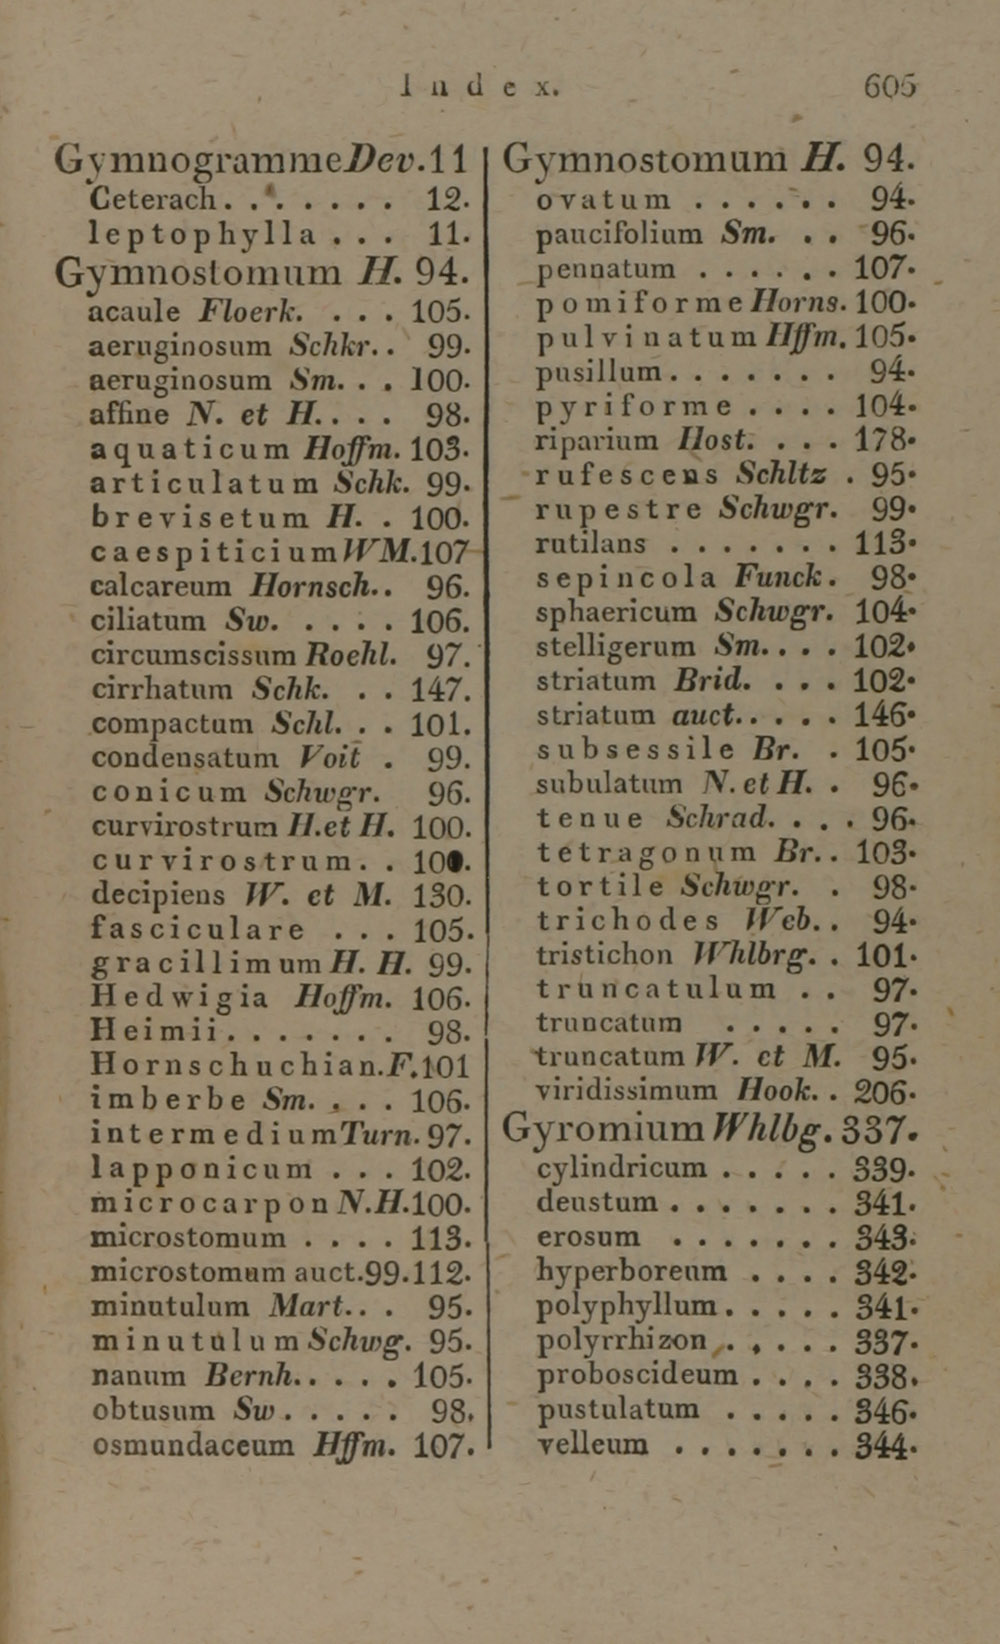 Index.
605
Gymnogramme Dev. 11
Ceterach . . . . . . . 12.
leptophylla . . . 11.
Gymnostomum H. 94.
acaule Floerk. . . . 105.
aeruginosum Schkr. . 99.
aeruginosum Sm. . . 100.
affine N. et H. . . . 98.
aquaticum Hoffm. 103.
articulatum Schk. 99.
brevisetum H. . 100.
caespiticium WM. 107
calcareum Hornsch. . 96.
ciliatum Sw. . . . . 106.
circumscissum Roehl. 97.
cirrhatum Schk. . . 147.
compactum Schl. . . 101.
condensatum Voit . 99.
conicum Schwgr. 96.
curvirostrum H. et H. 100.
curvirostrum . . 100.
decipiens W. et M. 130.
fasciculare . . . 105.
gracillimum H. H. 99.
Hedwigia Hoffm. 106.
Heimii . . . . . . . 98.
Hornschuchian. F. 101
imberbe Sm. . . . 106.
intermedium Turn. 97.
lapponicum . . . 102.
microcarpon N. H. 100.
microstomum . . . . 113.
microstomum auct. 99. 112.
minutulum Mart. . . 95.
minutulum Schwg. 95.
nanum Bernh. . . . . 105.
obtusum Sw . . . . . 98.
osmundaceum Hffm. 107.
Gymnostomum H. 94.
ovatum . . . . . . 94.
paucifolium Sm. . . 96.
pennatum . . . . . . 107.
pomiforme Horns. 100.
pulvinatum Hffm. 105.
pusillum . . . . . . . 94.
pyriforme . . . . 104.
riparium Host. . . . 178.
rufescens Schltz . 95.
rupestre Schwgr. 99.
rutilans . . . . . . . 113.
sepincola Funck. 98.
sphaericum Schwgr. 104.
stelligerum Sm. . . . 102.
striatum Brid. . . . 102.
striatum auct. . . . . 146.
subsessile Br. . 105.
subulatum N. et H. . 96.
tenue Schrad. . . . 96.
tetragonum Br. . 103.
tortile Schwgr. . 98.
trichodes Web. . 94.
tristichon Whlbrg. . 101.
truncatulum . . 97.
truncatum . . . . . 97.
truncatum W. et M. 95.
viridissimum Hook. . 206.
Gyromium Whlbg. 337.
cylindricum . . . . . 339.
deustum . . . . . . . 341.
erosum . . . . . . . 343.
hyperboreum . . . . 342.
polyphyllum . . . . . 341.
polyrrhizon . . . . . 337.
proboscideum . . . . 338.
pustulatum . . . . . 346.
velleum . . . . . . . 344.